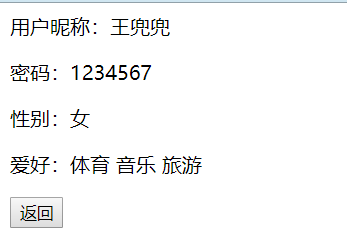 用户昵称：王兜兜
密码：1234567
性别：女
爱好：体育 音乐 旅游
返回